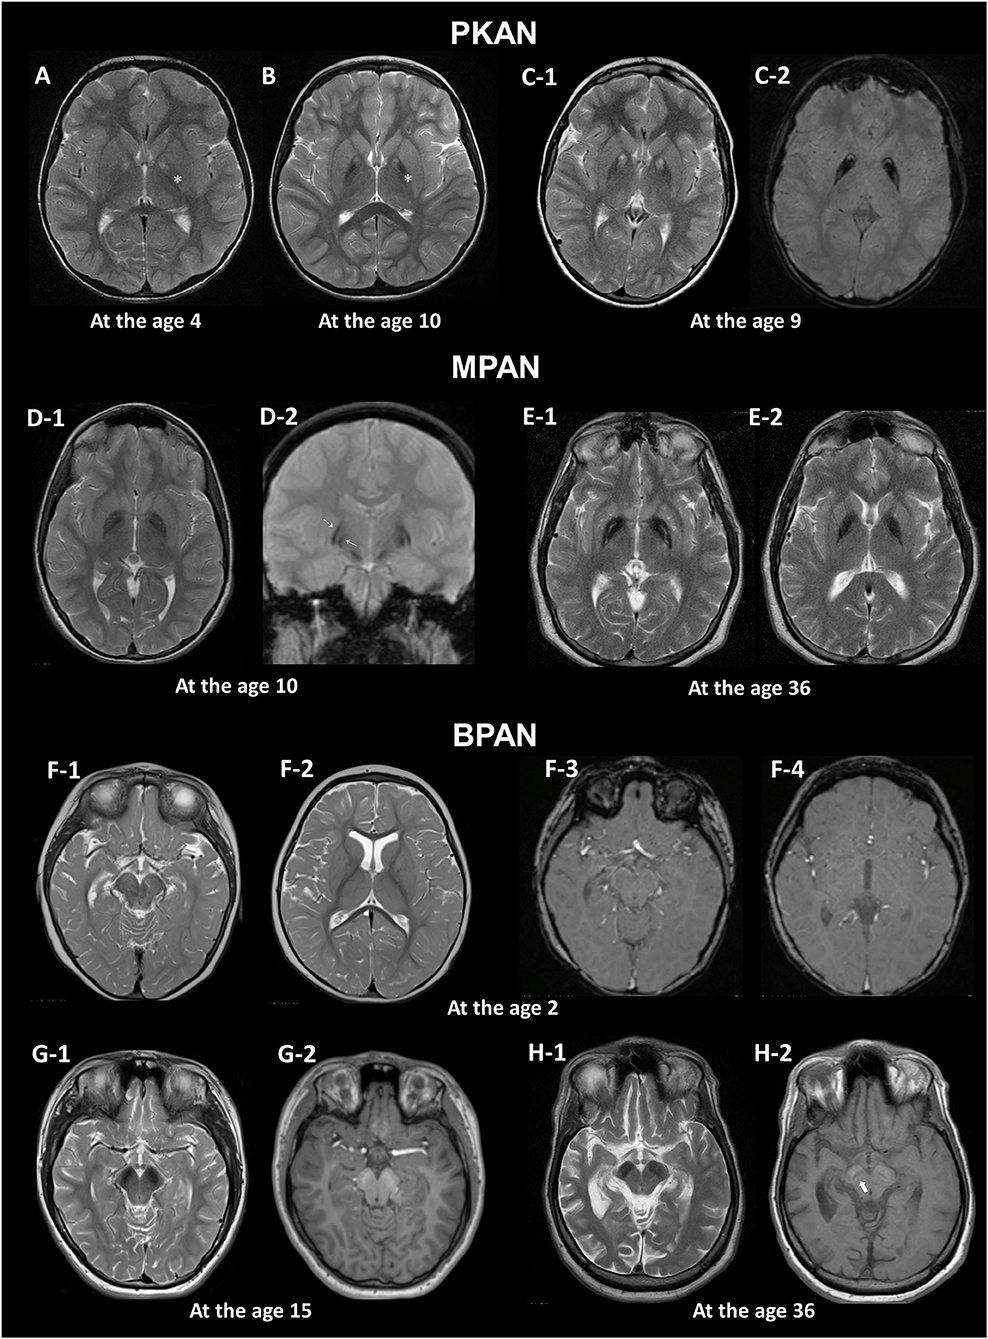 PKAN
A B C-1 C-2
* *
At the age 4 At the age 10 At the age 9
MPAN
D-1 D-2 E-1 E-2
At the age 10 At the age 36
BPAN
F-1 F-2 F-3 F-4
At the age 2
G-1 G-2 H-1 H-2
At the age 15 At the age 36